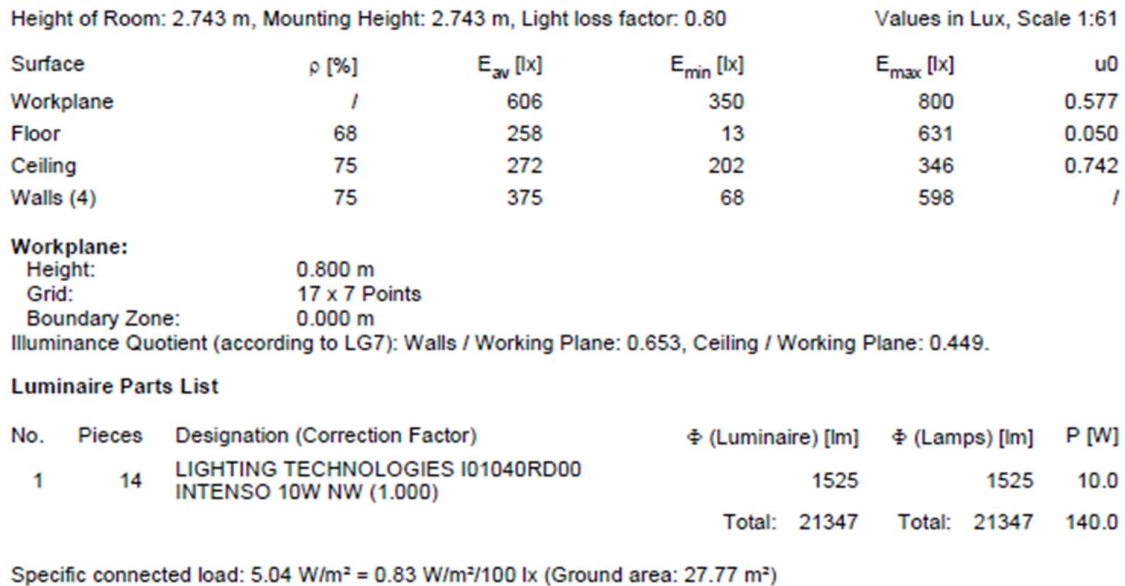 Height of Room: 2.743 m, Mounting Height: 2.743 m, Light loss factor: 0.80 Values in Lux, Scale 1:61
Surface ρ [%] Eav [lx] Emin [lx] Emax [lx] u0
Workplane / 606 350 800 0.577
Floor 68 258 13 631 0.050
Ceiling 75 272 202 346 0.742
Walls (4) 75 375 68 598 /
Workplane:
Height: 0.800 m
Grid: 17 x 7 Points
Boundary Zone: 0.000 m
Illuminance Quotient (according to LG7): Walls / Working Plane: 0.653, Ceiling / Working Plane: 0.449.
Luminaire Parts List
No. Pieces Designation (Correction Factor) Φ (Luminaire) [lm] Φ (Lamps) [lm] P [W]
1 14 LIGHTING TECHNOLOGIES I01040RD00
INTENSO 10W NW (1.000) 1525 1525 10.0
Total: 21347 Total: 21347 140.0
Specific connected load: 5.04 W/m² = 0.83 W/m²/100 lx (Ground area: 27.77 m²)